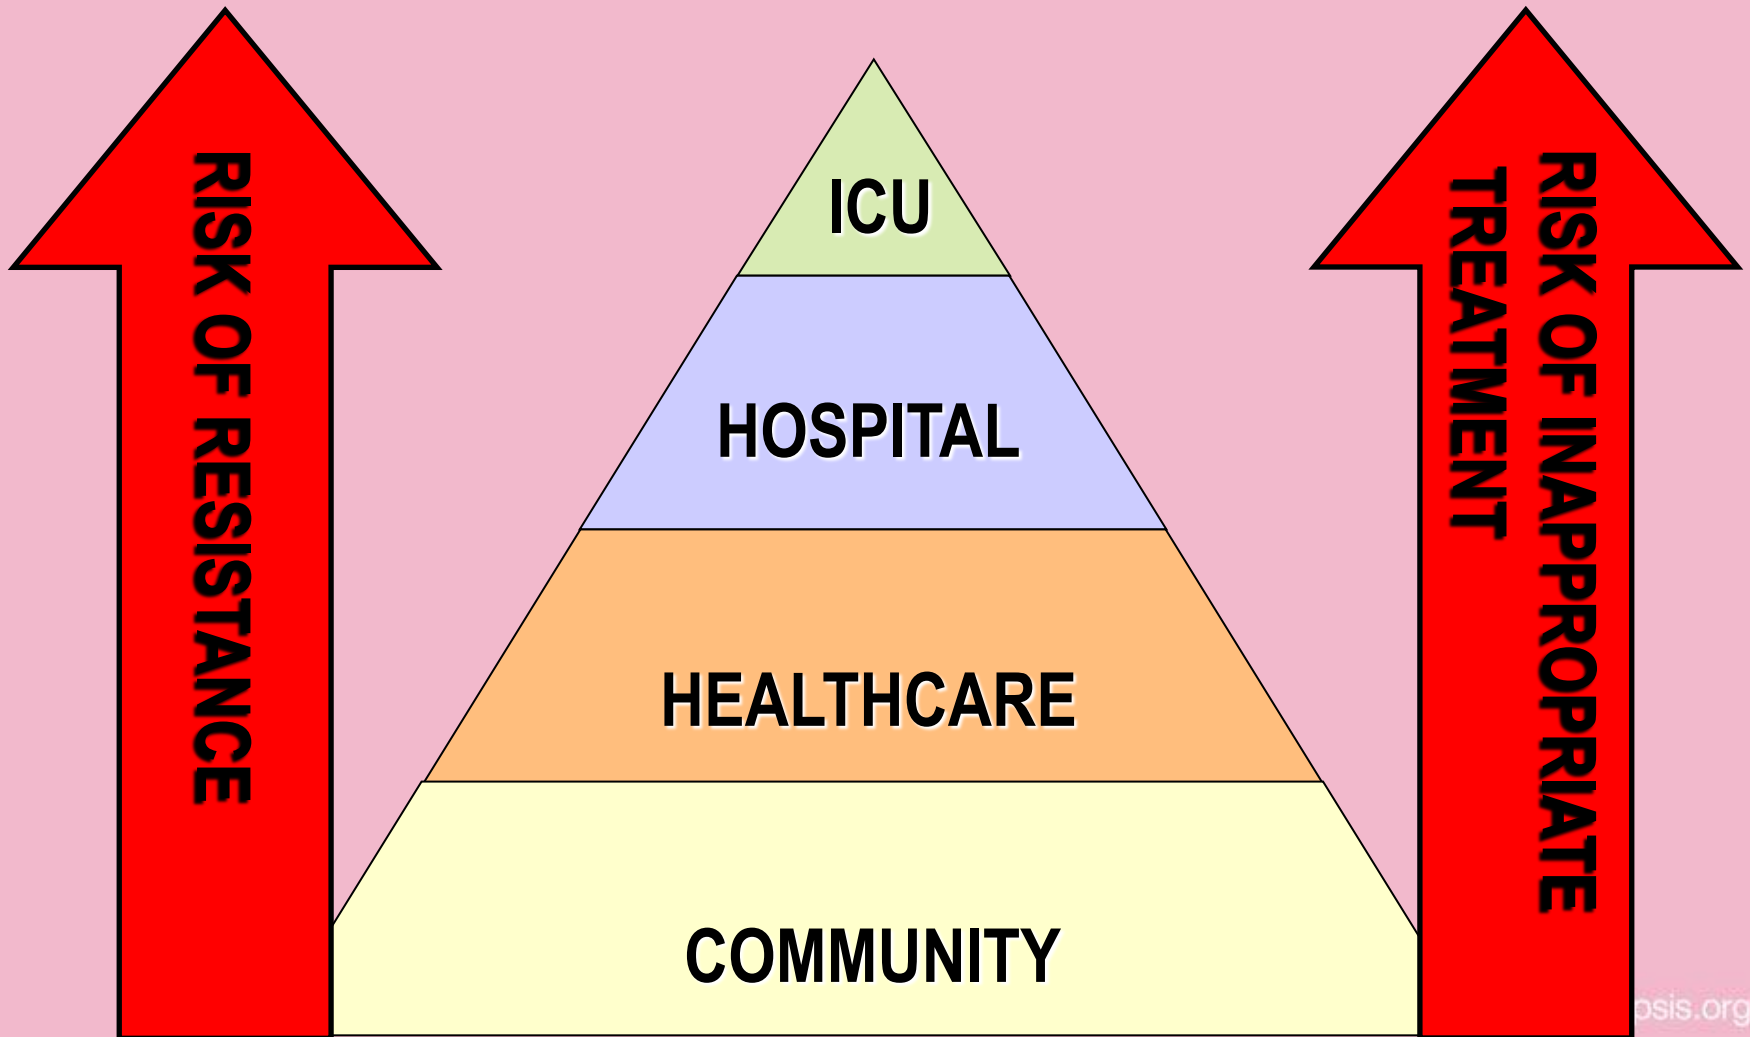 RISK OF RESISTANCE
ICU
HOSPITAL
HEALTHCARE
COMMUNITY
RISK OF INAPPROPRIATE
TREATMENT